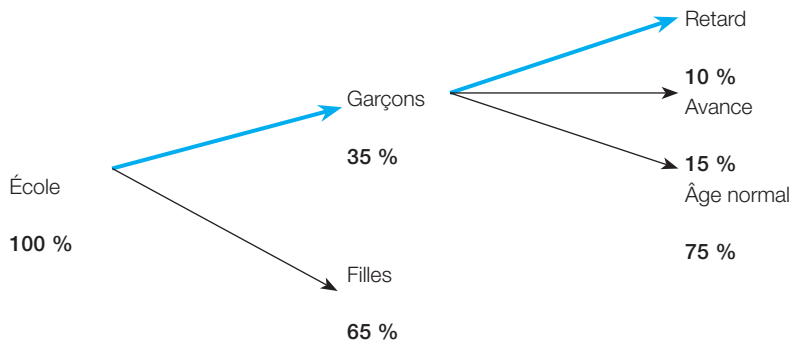 École
100 %
Garçons
35 %
Filles
65 %
Retard
10 %
Avance
15 %
Âge normal
75 %